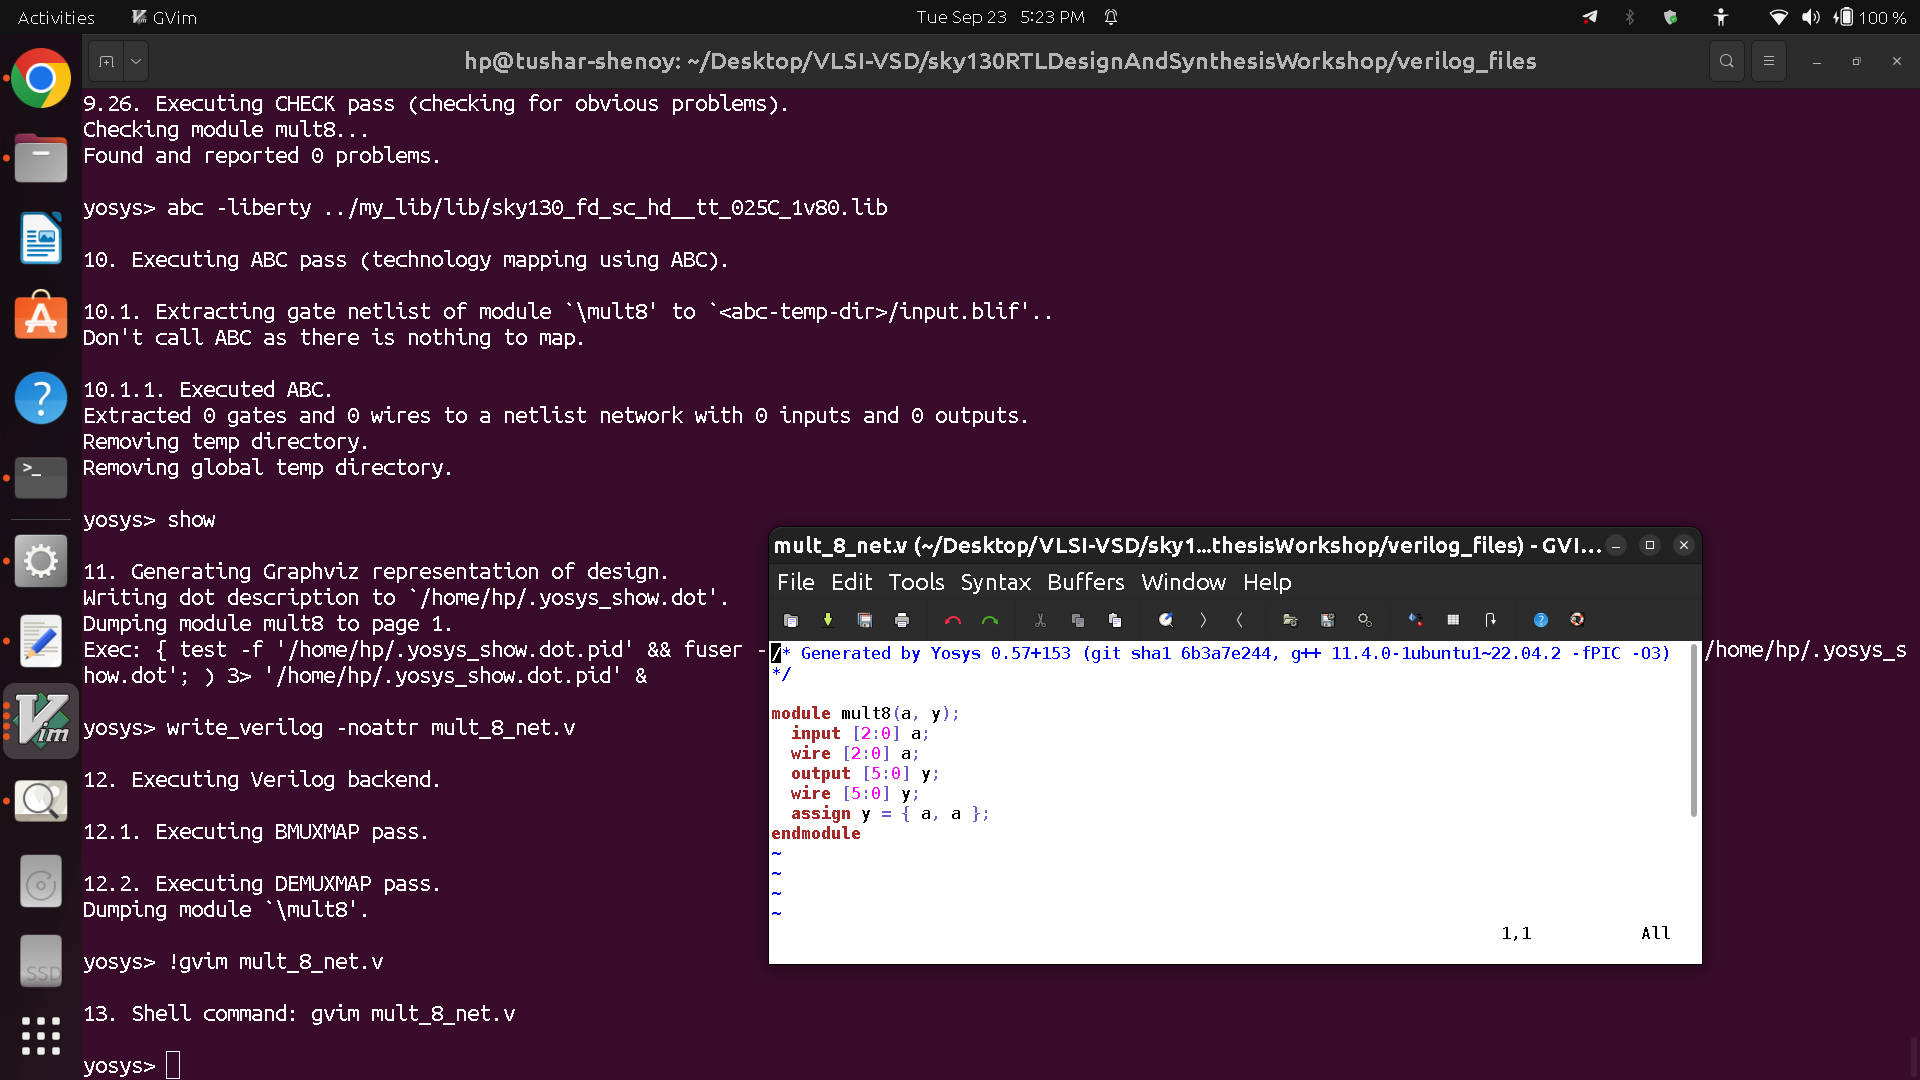 Activities
GVim
Tue Sep 23 5:23 PM
100 %
hp@tushar-shenoy: ~/Desktop/VLSI-VSD/sky130RTLDesignAndSynthesisWorkshop/verilog_files
9.26. Executing CHECK pass (checking for obvious problems).
Checking module mult8...
Found and reported 0 problems.
yosys> abc -liberty ../my_lib/lib/sky130_fd_sc_hd__tt_025C_1v80.lib
10. Executing ABC pass (technology mapping using ABC).
10.1. Extracting gate netlist of module `\mult8' to `<abc-temp-dir>/input.blif'..
Don't call ABC as there is nothing to map.
10.1.1. Executed ABC.
Extracted 0 gates and 0 wires to a netlist network with 0 inputs and 0 outputs.
Removing temp directory.
Removing global temp directory.
yosys> show
11. Generating Graphviz representation of design.
Writing dot description to `/home/hp/.yosys_show.dot'.
Dumping module mult8 to page 1.
Exec: { test -f '/home/hp/.yosys_show.dot.pid' && fuser -
/home/hp/.yosys_s
how.dot'; ) 3> '/home/hp/.yosys_show.dot.pid' &
yosys> write_verilog -noattr mult_8_net.v
12. Executing Verilog backend.
12.1. Executing BMUXMAP pass.
12.2. Executing DEMUXMAP pass.
Dumping module `\mult8'.
yosys> !gvim mult_8_net.v
13. Shell command: gvim mult_8_net.v
yosys>
SSD
Vim
mult_8_net.v (~/Desktop/VLSI-VSD/sky1...thesisWorkshop/verilog_files) - GVI...
File Edit Tools Syntax Buffers Window Help
/* Generated by Yosys 0.57+153 (git sha1 6b3a7e244, g++ 11.4.0-1ubuntu1~22.04.2 -fPIC -O3)
*/
module mult8(a, y);
input [2:0] a;
wire [2:0] a;
output [5:0] y;
wire [5:0] y;
assign y = { a, a };
endmodule
~
~
~
~
1,1 All